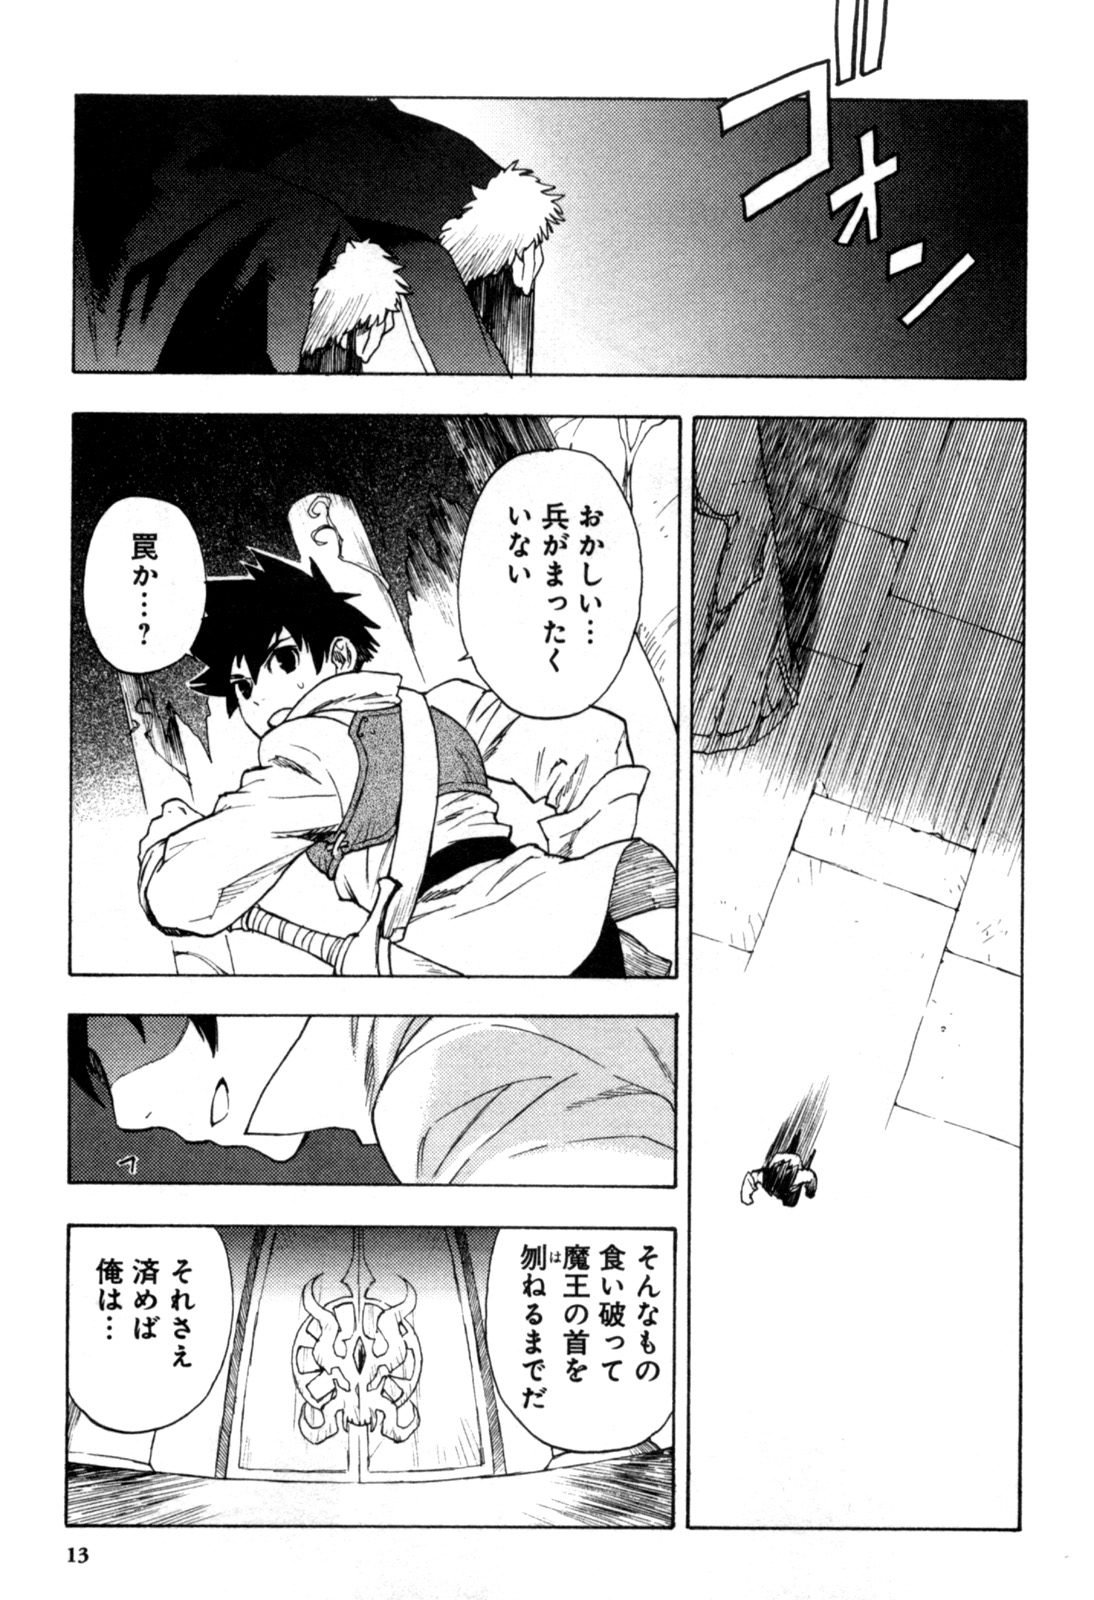 ゴォン
おかしい…
兵がまったく
いない
罠か…?
そんなもの
食い破って
魔王の首を
刎ねるまでだ
は
それさえ
済めば
俺は…
13